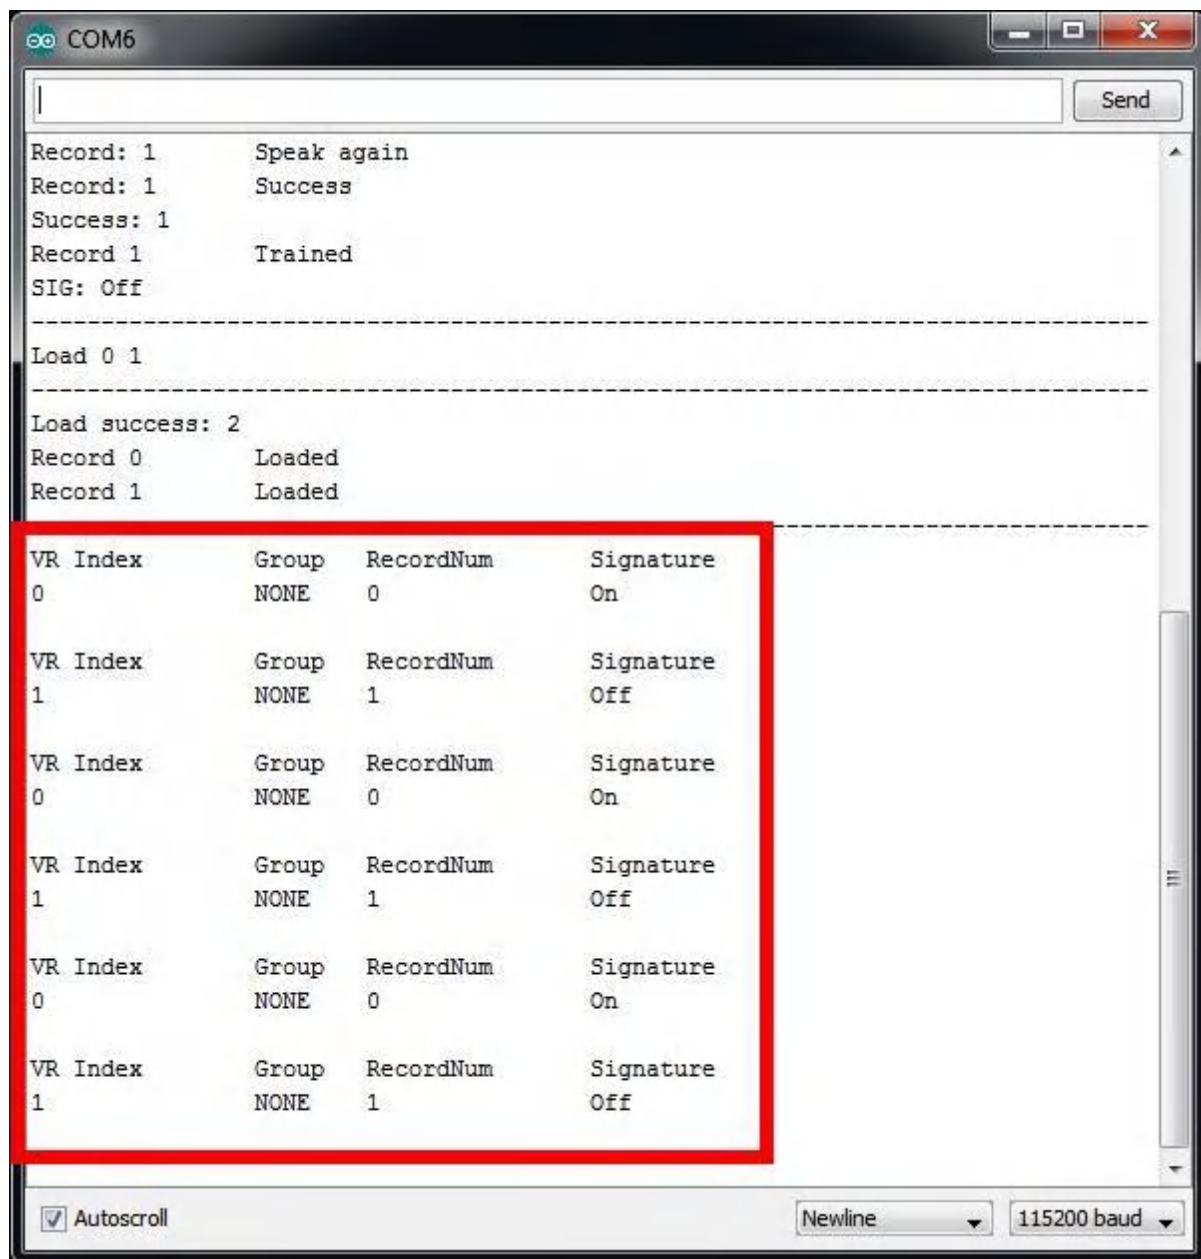 COM6
Send
Record: 1 Speak again
Record: 1 Success
Success: 1
Record 1 Trained
SIG: Off
--------------------------------------------------------------------------------
Load 0 1
--------------------------------------------------------------------------------
Load success: 2
Record 0 Loaded
Record 1 Loaded
--------------------------------------------------------------------------------
VR Index Group RecordNum Signature
0 NONE 0 On
VR Index Group RecordNum Signature
1 NONE 1 Off
VR Index Group RecordNum Signature
0 NONE 0 On
VR Index Group RecordNum Signature
1 NONE 1 Off
VR Index Group RecordNum Signature
0 NONE 0 On
VR Index Group RecordNum Signature
1 NONE 1 Off
Autoscroll Newline 115200 baud